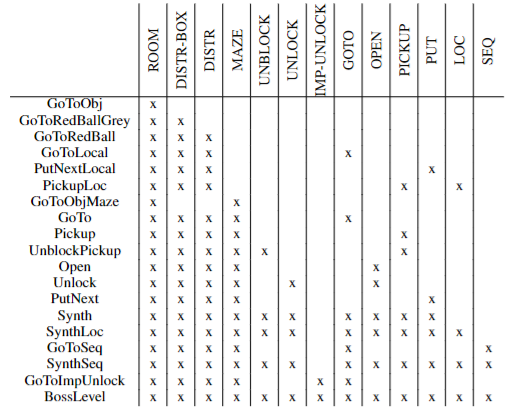 ROOM DISTR-BOX DISTR MAZE UNBLOCK UNLOCK IMP-UNLOCK GOTO OPEN PICKUP PUT LOC SEQ
GoToObj x
GoToRedBallGrey x x
GoToRedBall x x x
GoToLocal x x x x
PutNextLocal x x x x
PickupLoc x x x x x
GoToObjMaze x x
GoTo x x x x x
Pickup x x x x x
UnblockPickup x x x x x x
Open x x x x x
Unlock x x x x x x
PutNext x x x x x
Synth x x x x x x x x x x
SynthLoc x x x x x x x x x x x
GoToSeq x x x x x x
SynthSeq x x x x x x x x x x x x
GoToImpUnlock x x x x x x
BossLevel x x x x x x x x x x x x x